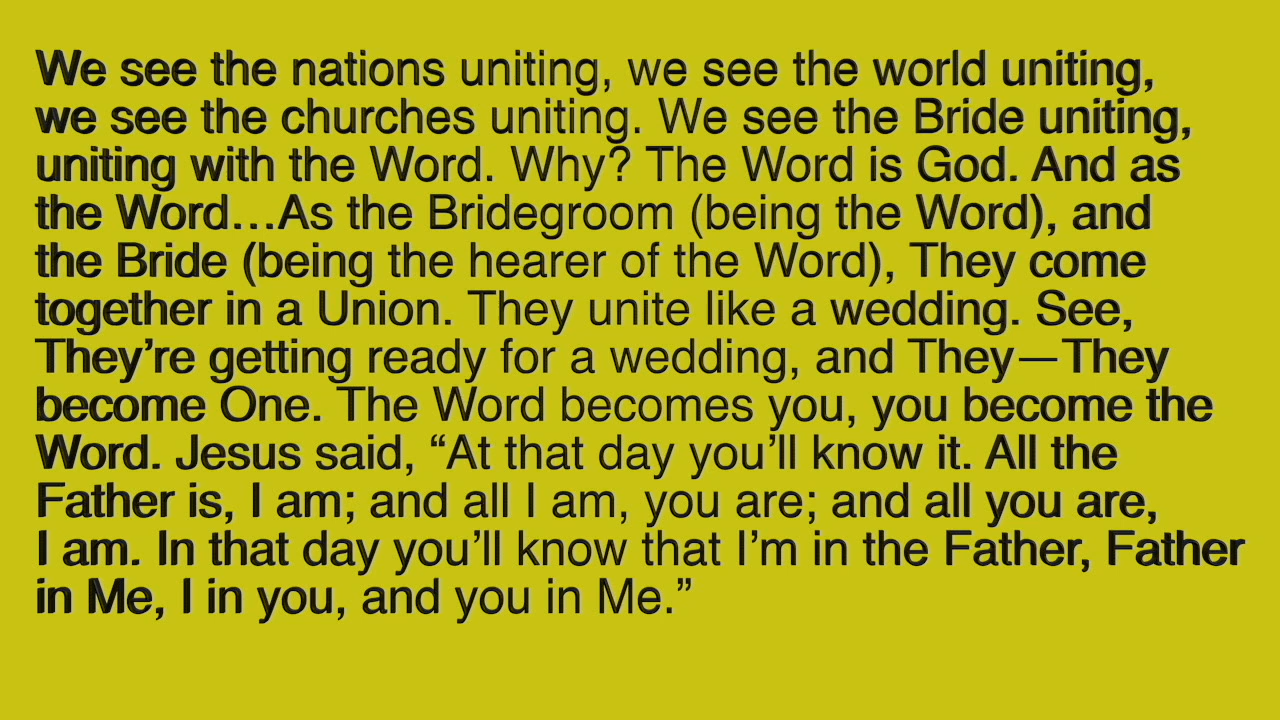 We see the nations uniting, we see the world uniting,
we see the churches uniting. We see the Bride uniting,
uniting with the Word. Why? The Word is God. And as
the Word…As the Bridegroom (being the Word), and
the Bride (being the hearer of the Word), They come
together in a Union. They unite like a wedding. See,
They’re getting ready for a wedding, and They—They
become One. The Word becomes you, you become the
Word. Jesus said, “At that day you’ll know it. All the
Father is, I am; and all I am, you are; and all you are,
I am. In that day you’ll know that I’m in the Father, Father
in Me, I in you, and you in Me.”